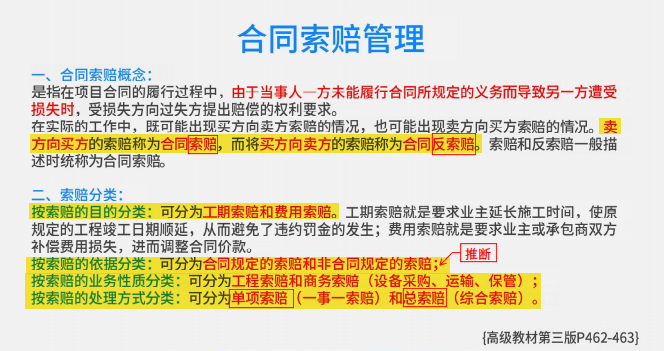 合同索赔管理
一、合同索赔概念：
是指在项目合同的履行过程中，由于当事人一方未能履行合同所规定的义务而导致另一方遭受
损失时，受损失方向过失方提出赔偿的权利要求。
在实际的工作中，既可能出现买方向卖方索赔的情况，也可能出现卖方向买方索赔的情况。卖
方向买方的索赔称为合同索赔，而将买方向卖方的索赔称为合同反索赔。索赔和反索赔一般描
述时统称为合同索赔。
二、索赔分类：
按索赔的目的分类：可分为工期索赔和费用索赔。工期索赔就是要求业主延长施工时间，使原
规定的工程竣工日期顺延，从而避免了违约罚金的发生；费用索赔就是要求业主或承包商双方
补偿费用损失，进而调整合同价款。
推断
按索赔的依据分类：可分为合同规定的索赔和非合同规定的索赔；
按索赔的业务性质分类：可分为工程索赔和商务索赔（设备采购、运输、保管）；
按索赔的处理方式分类：可分为单项索赔（一事一索赔）和总索赔（综合索赔）。
{高级教材第三版P462-463}